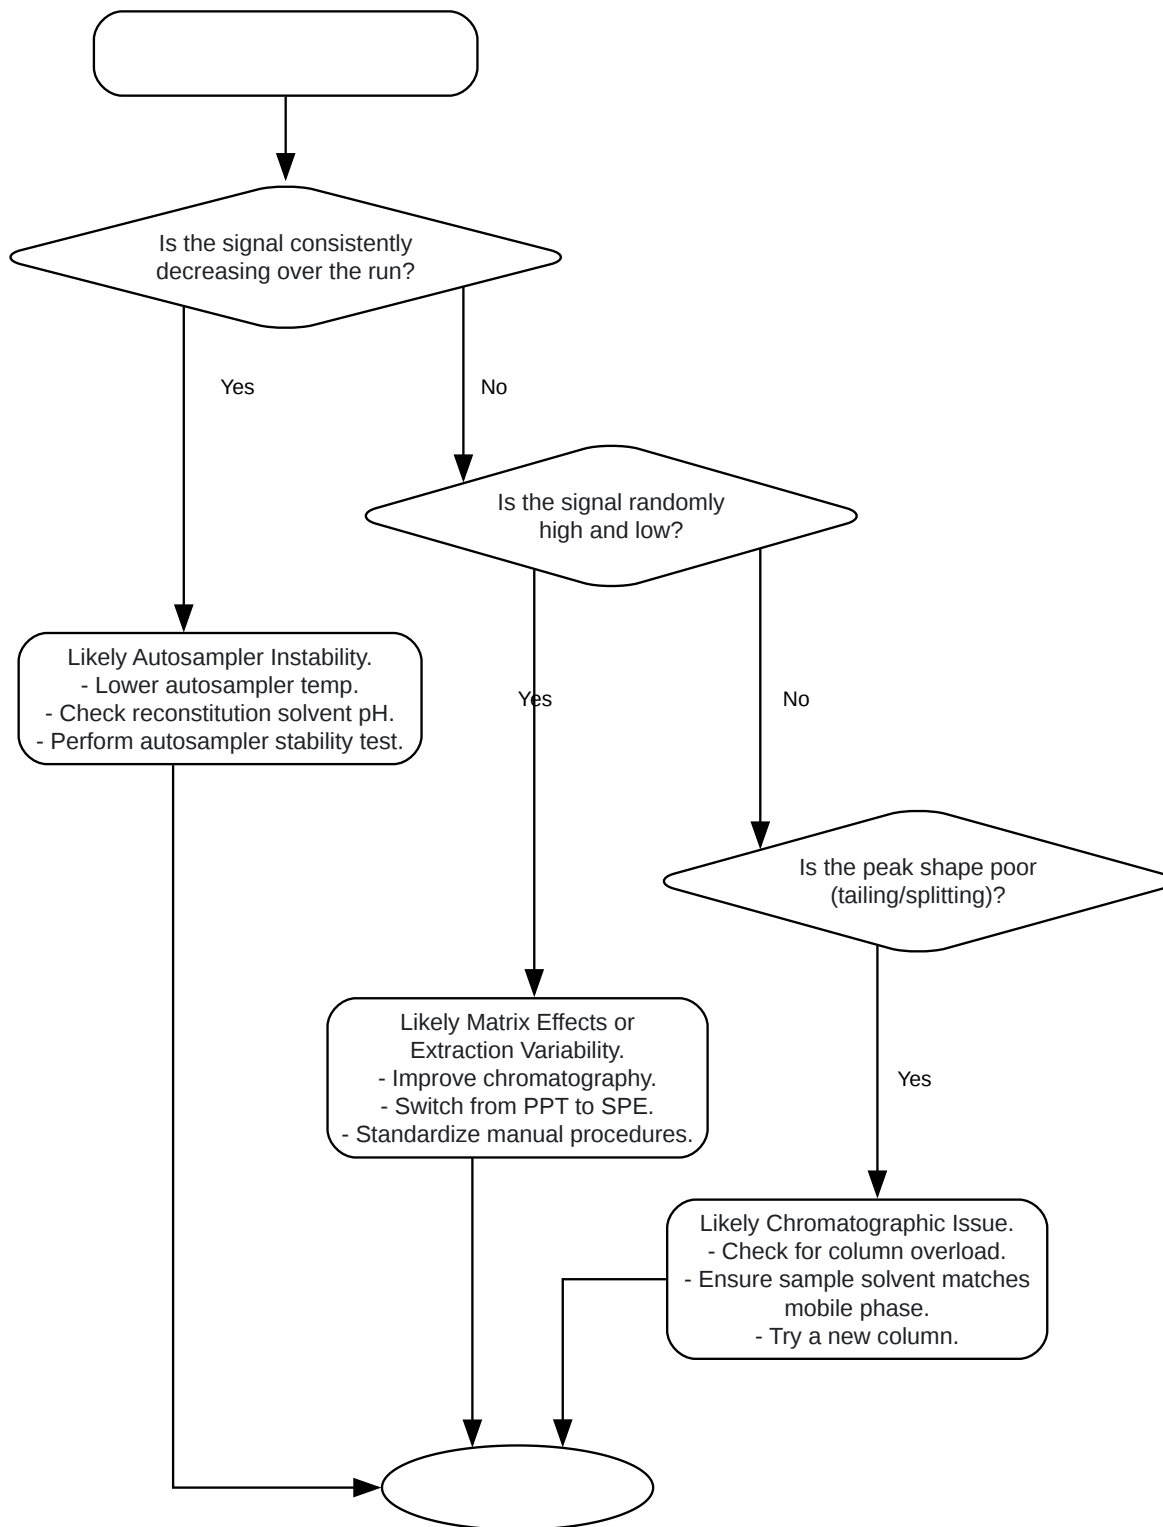 Is the signal consistently
decreasing over the run?
Yes
No
Is the signal randomly
high and low?
Likely Autosampler Instability.
- Lower autosampler temp.
- Check reconstitution solvent pH.
- Perform autosampler stability test.
Yes
No
Is the peak shape poor
(tailing/splitting)?
Likely Matrix Effects or
Extraction Variability.
- Improve chromatography.
- Switch from PPT to SPE.
- Standardize manual procedures.
Yes
Likely Chromatographic Issue.
- Check for column overload.
- Ensure sample solvent matches
mobile phase.
- Try a new column.